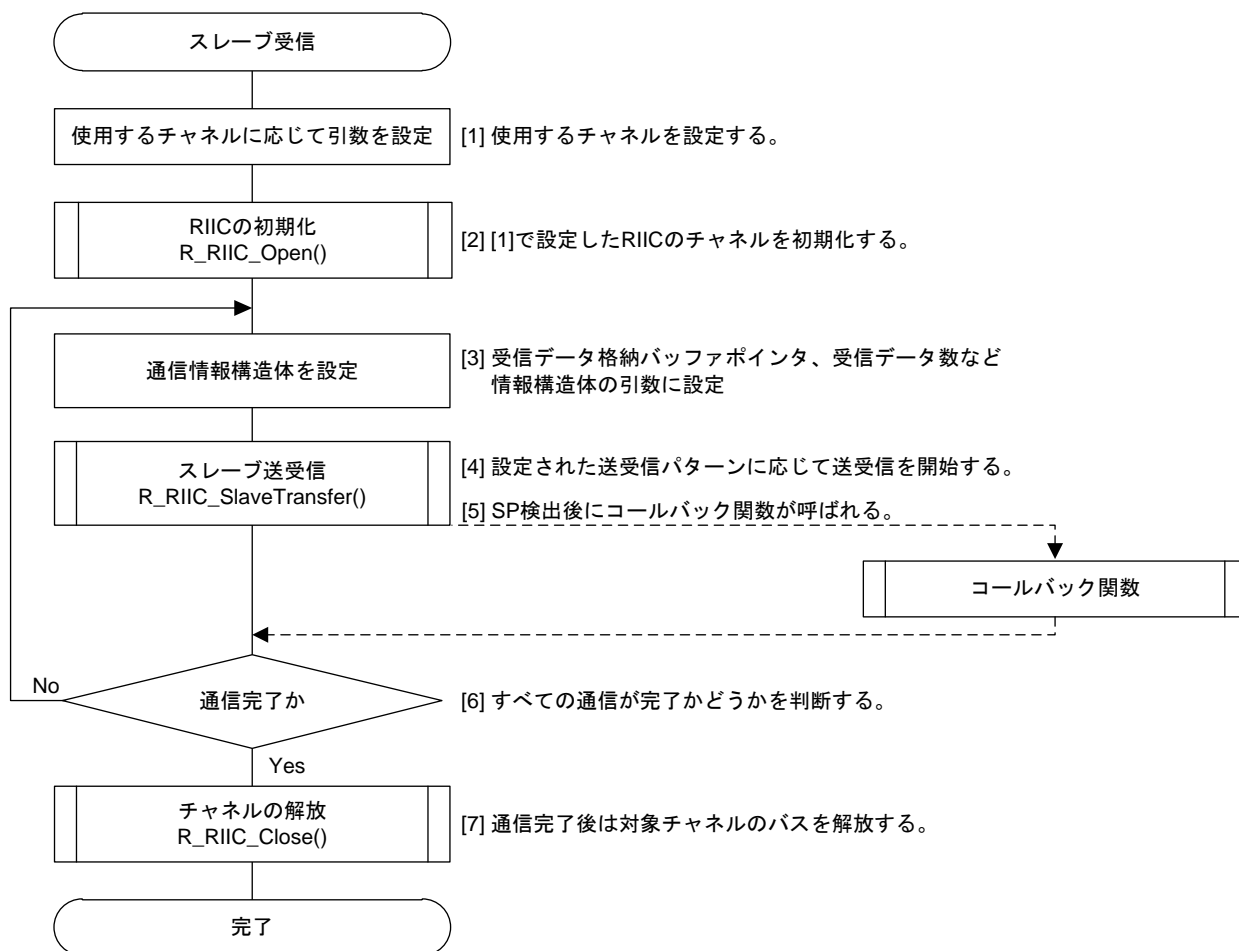 スレーブ受信
使用するチャネルに応じて引数を設定
[1] 使用するチャネルを設定する。
RIICの初期化
R_RIIC_Open()
[2] [1]で設定したRIICのチャネルを初期化する。
通信情報構造体を設定
[3] 受信データ格納バッファポインタ、受信データ数など
情報構造体の引数に設定
スレーブ送受信
R_RIIC_SlaveTransfer()
[4] 設定された送受信パターンに応じて送受信を開始する。
[5] SP検出後にコールバック関数が呼ばれる。
コールバック関数
No
通信完了か
[6] すべての通信が完了かどうかを判断する。
Yes
チャネルの解放
R_RIIC_Close()
[7] 通信完了後は対象チャネルのバスを解放する。
完了